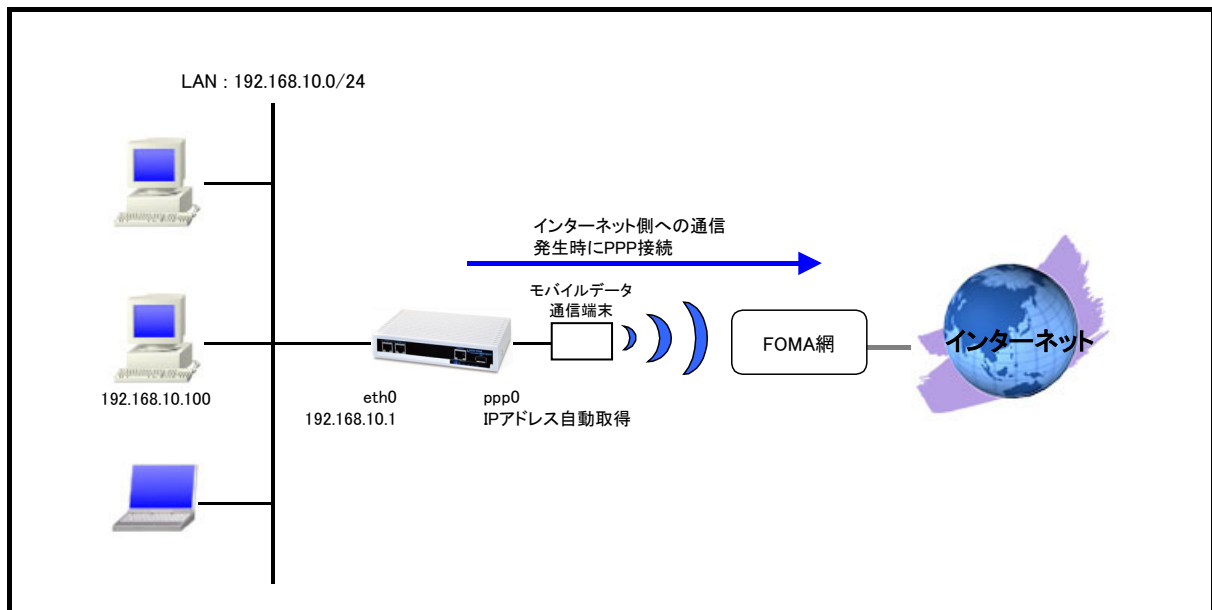 LAN : 192.168.10.0/24
インターネット側への通信
発生時にPPP接続
モバイルデータ
通信端末
FOMA網
インターネット
192.168.10.100
eth0
192.168.10.1
ppp0
IPアドレス自動取得